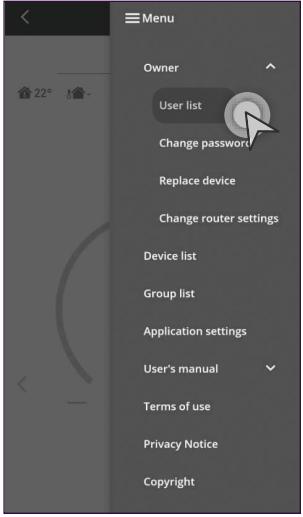 Menu
Owner
22° -
User list
Change password
Replace device
Change router settings
Device list
Group list
Application settings
User's manual
Terms of use
Privacy Notice
Copyright